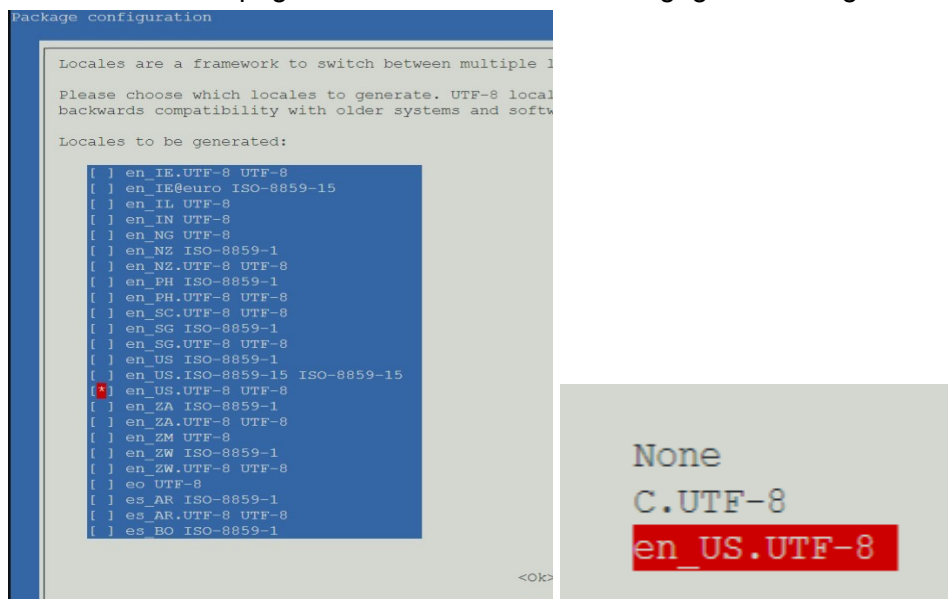 Package configuration
Locales are a framework to switch between multiple
Please choose which locales to generate. UTF-8 local
backwards compatibility with older systems and softw
Locales to be generated:
[ ] en_IE.UTF-8 UTF-8
[ ] en_IE@euro ISO-8859-15
[ ] en_IL UTF-8
[ ] en_IN UTF-8
[ ] en_NG UTF-8
[ ] en_NZ ISO-8859-1
[ ] en_NZ.UTF-8 UTF-8
[ ] en_PH ISO-8859-1
[ ] en_PH.UTF-8 UTF-8
[ ] en_SC.UTF-8 UTF-8
[ ] en_SG ISO-8859-1
[ ] en_SG.UTF-8 UTF-8
[ ] en_US ISO-8859-1
[ ] en_US.ISO-8859-15 ISO-8859-15
[*] en_US.UTF-8 UTF-8
[ ] en_ZA ISO-8859-1
[ ] en_ZA.UTF-8 UTF-8
[ ] en_ZM UTF-8
[ ] en_ZW ISO-8859-1
[ ] en_ZW.UTF-8 UTF-8
[ ] eo UTF-8
[ ] es_AR ISO-8859-1
[ ] es_AR.UTF-8 UTF-8
[ ] es_BO ISO-8859-1
<Ok>
None
C.UTF-8
en_US.UTF-8